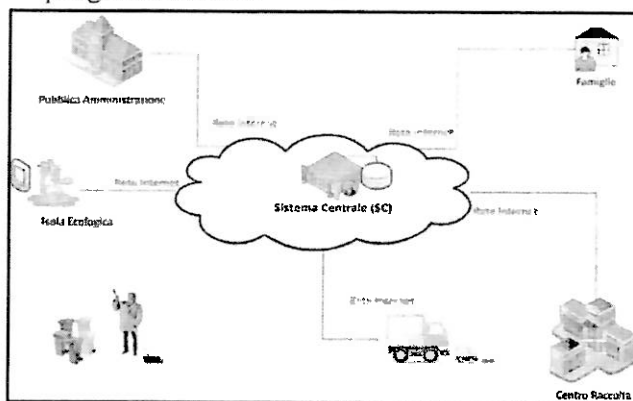 Pubblica Amministrazione
Famiglie
Rete Internet
Rete Internet
Rete Internet
Isola Ecologica
Sistema Centrale (SC)
Rete Internet
Rete Internet
Centro Raccolta